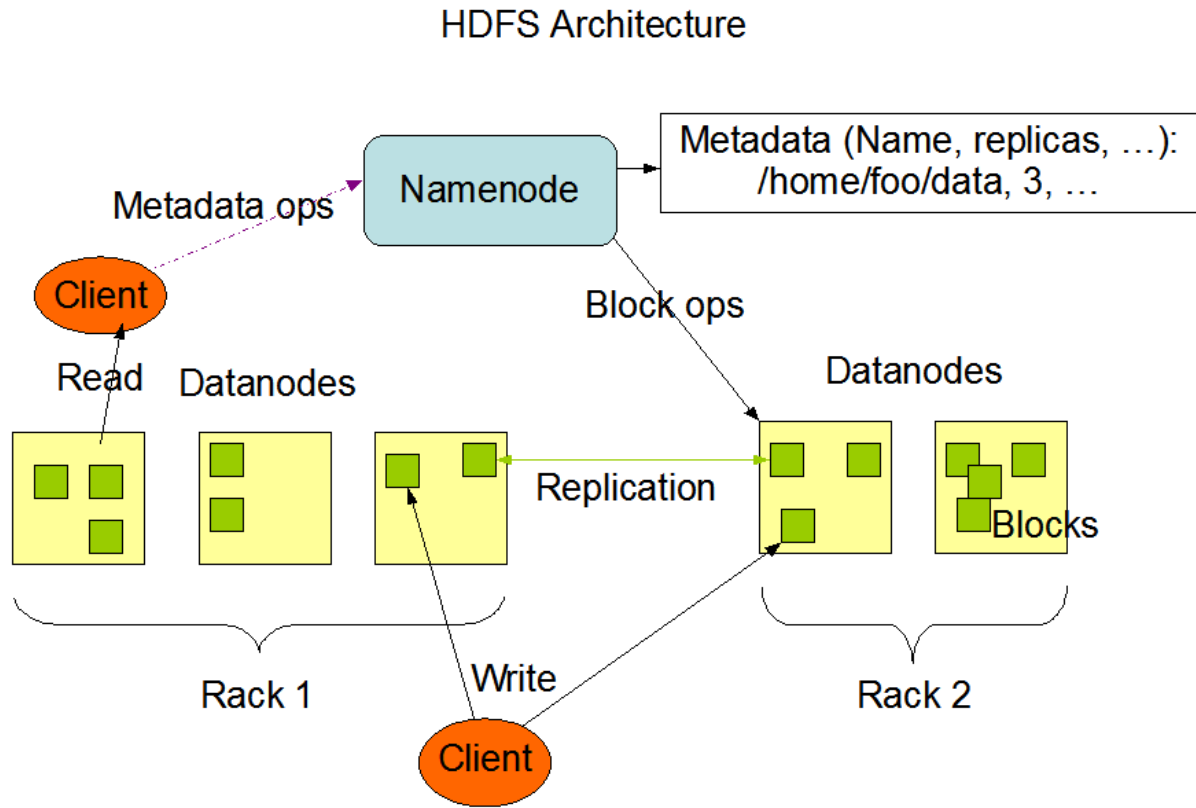 HDFS Architecture
Metadata (Name, replicas, …):
/home/foo/data, 3, …
Namenode
Metadata ops
Client
Block ops
Read
Datanodes
Datanodes
Replication
Blocks
Rack 1
Write
Rack 2
Client